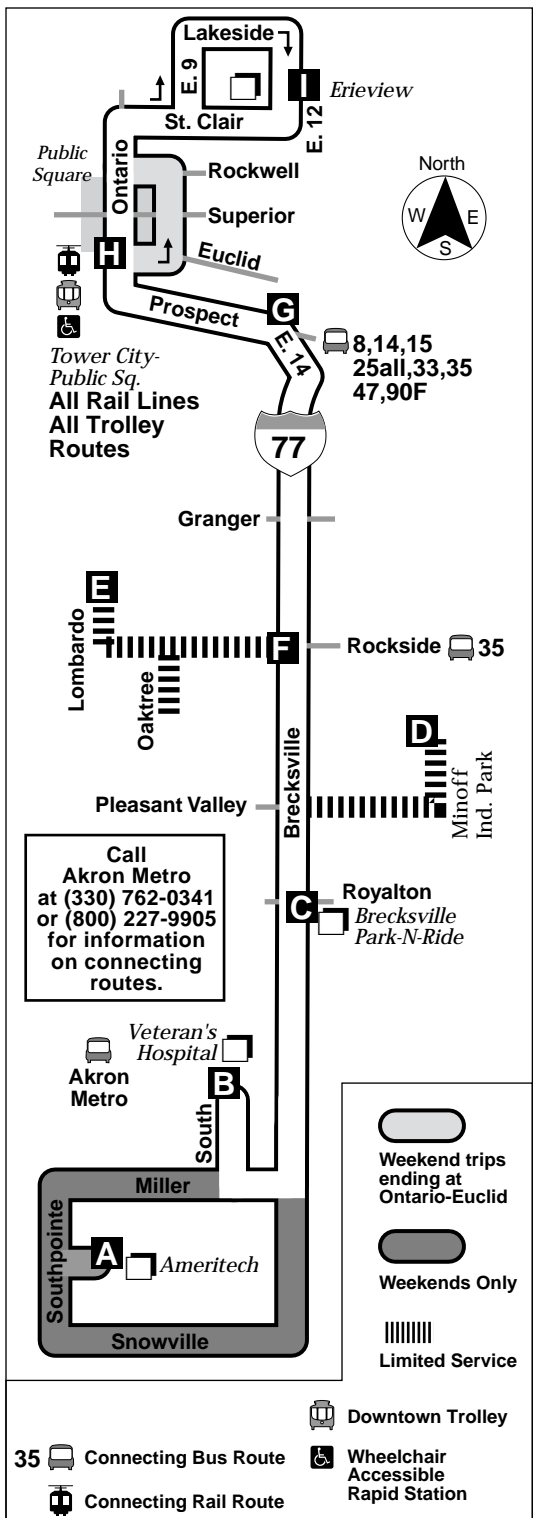 Lakeside
E. 9
I
Erieview
St. Clair
E. 12
Public
Square
Ontario
Rockwell
Superior
Euclid
North
W
E
S
H
Prospect
G
E. 14
8,14,15
25all,33,35
47,90F
Tower City-
Public Sq.
All Rail Lines
All Trolley
Routes
77
Granger
E
Lombardo
Oaktree
F
Rockside
35
Brecksville
D
Minoff
Ind. Park
Pleasant Valley
Call
Akron Metro
at (330) 762-0341
or (800) 227-9905
for information
on connecting
routes.
C
Royalton
Brecksville
Park-N-Ride
Veteran's
Hospital
Akron
Metro
B
South
Miller
Southpointe
A
Ameritech
Snowville
Weekend trips
ending at
Ontario-Euclid
Weekends Only
Limited Service
Downtown Trolley
35 Connecting Bus Route
Wheelchair
Accessible
Rapid Station
Connecting Rail Route